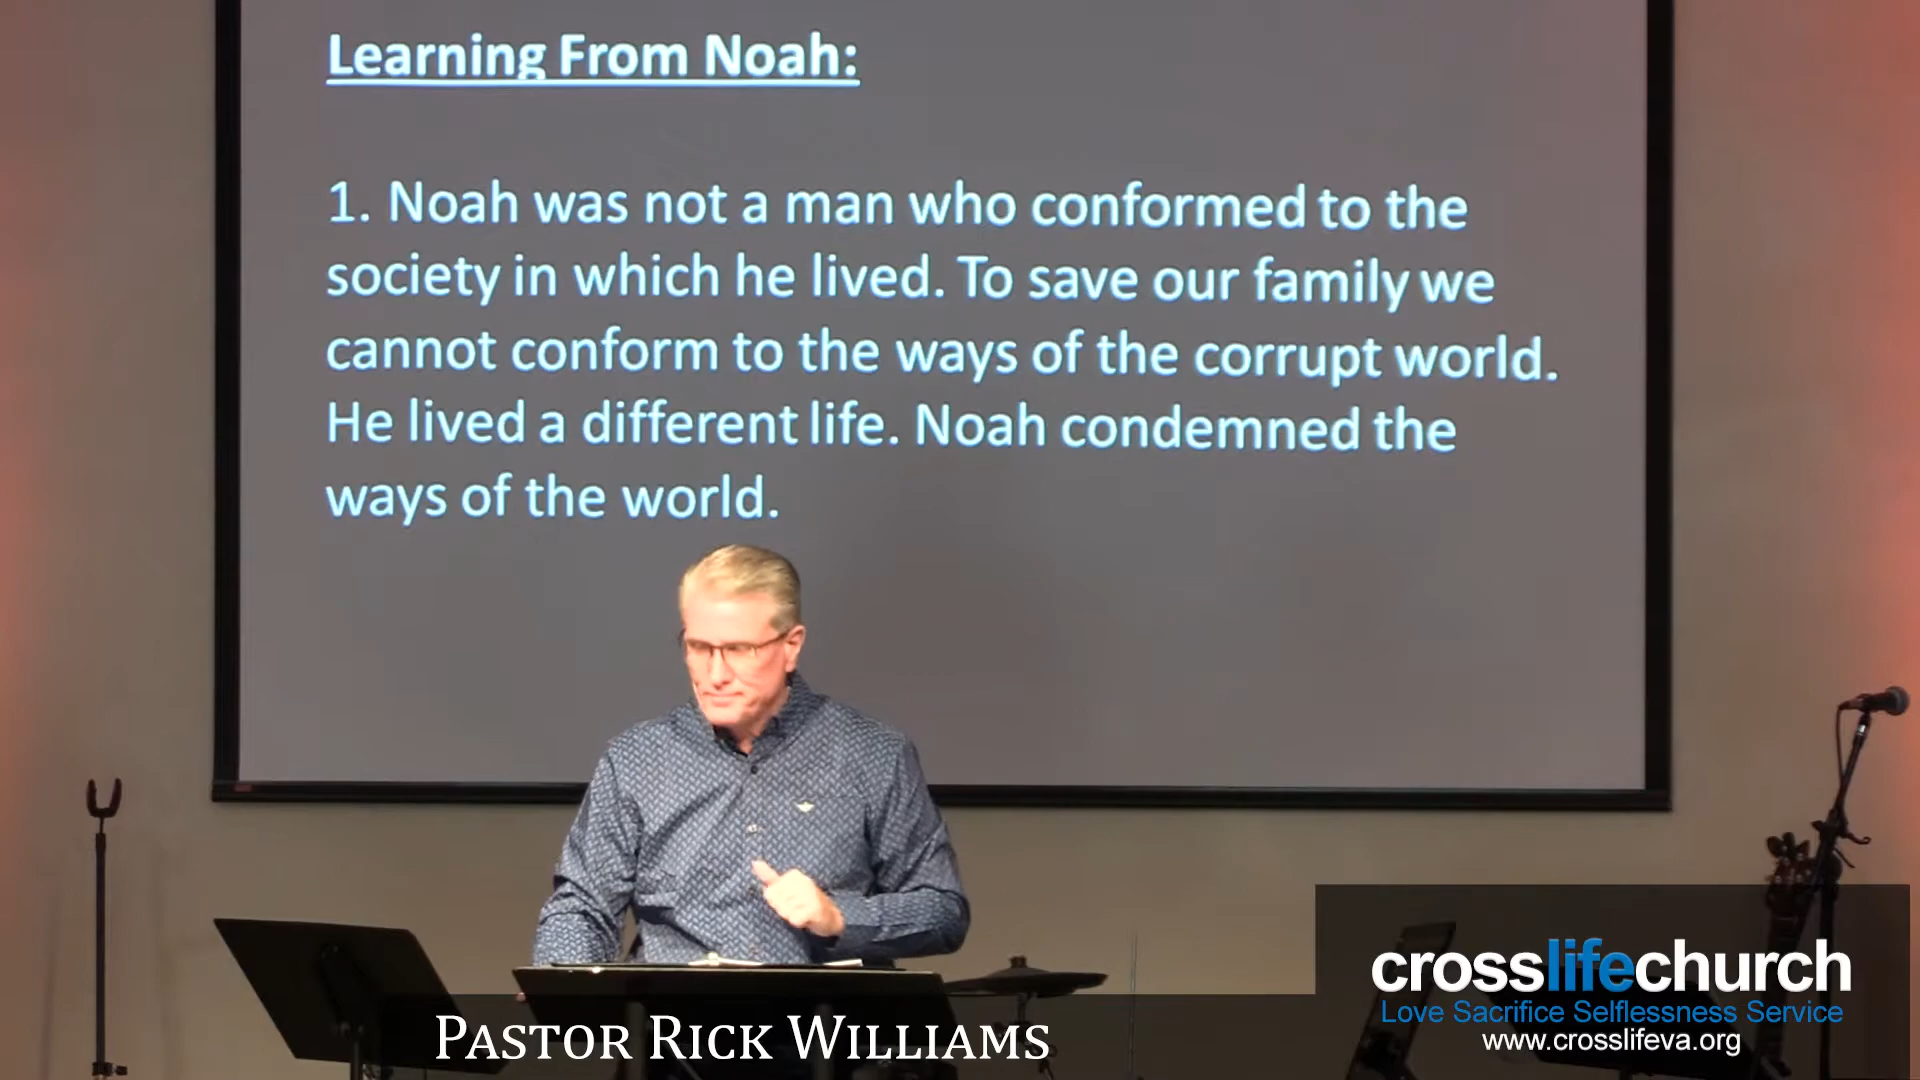 Learning From Noah:
1. Noah was not a man who conformed to the
society in which he lived. To save our family we
cannot conform to the ways of the corrupt world.
He lived a different life. Noah condemned the
ways of the world.
PASTOR RICK WILLIAMS
crosslifechurch
Love Sacrifice Selflessness Service
www.crosslifeva.org